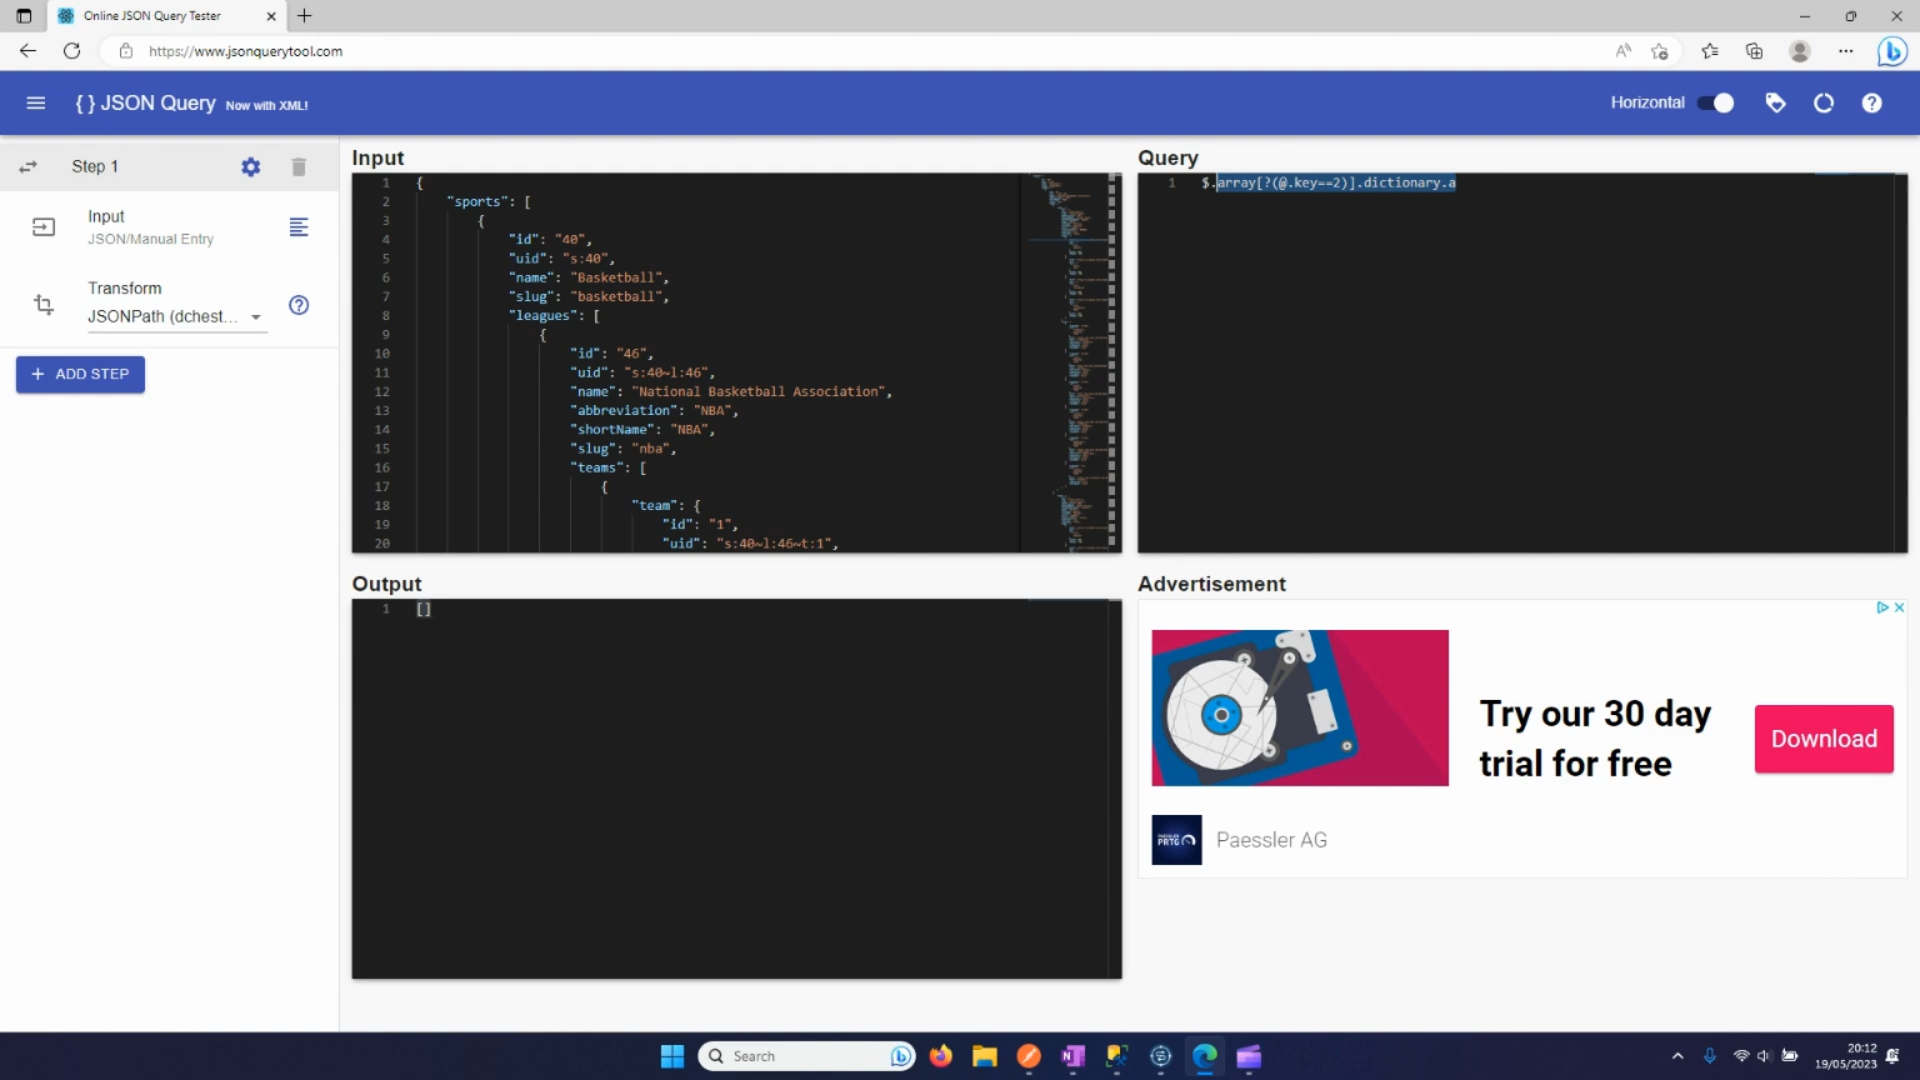 Online JSON Query Tester
https://www.jsonquerytool.com
{ } JSON Query Now with XML!
Horizontal
Step 1
Input
JSON/Manual Entry
Transform
JSONPath (dchest...
+ ADD STEP
Input
1 {
2 "sports": [
3 {
4 "id": "40",
5 "uid": "s:40",
6 "name": "Basketball",
7 "slug": "basketball",
8 "leagues": [
9 {
10 "id": "46",
11 "uid": "s:40~l:46",
12 "name": "National Basketball Association",
13 "abbreviation": "NBA",
14 "shortName": "NBA",
15 "slug": "nba",
16 "teams": [
17 {
18 "team": {
19 "id": "1",
20 "uid": "s:40~l:46~t:1",
Query
1 $.array[?(@.key==2)].dictionary.a
Output
1 []
Advertisement
Try our 30 day
trial for free
Download
PAESSLER
PRTG
Paessler AG
Search
20:12
19/05/2023